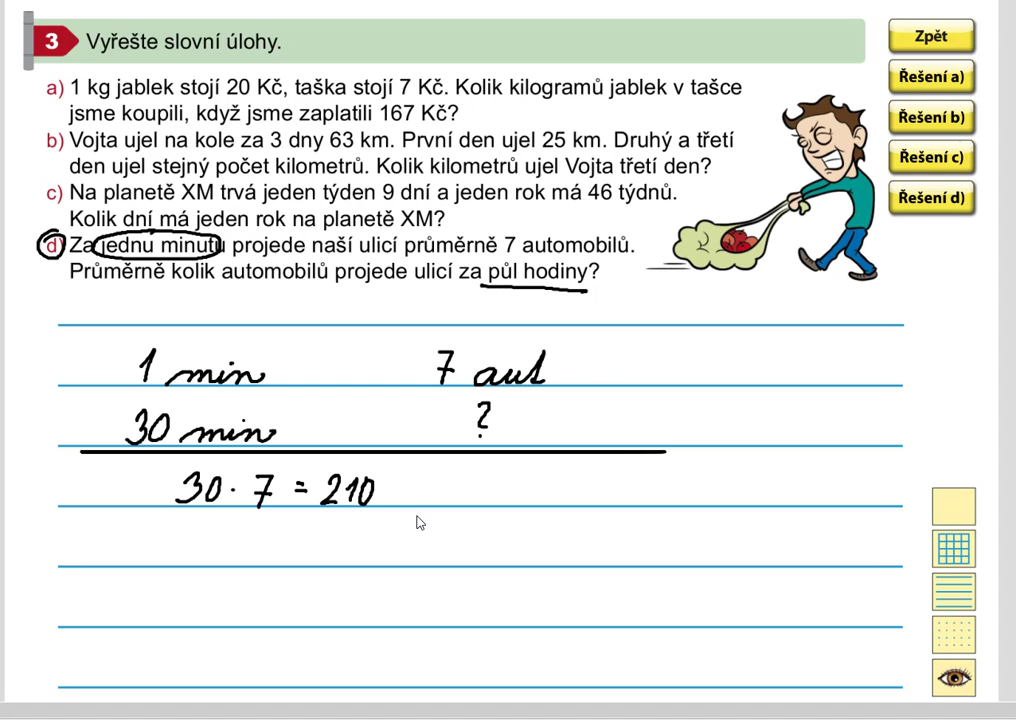 3 Vyřešte slovní úlohy.
Zpět
Řešení a)
Řešení b)
Řešení c)
Řešení d)
a) 1 kg jablek stojí 20 Kč, taška stojí 7 Kč. Kolik kilogramů jablek v tašce
jsme koupili, když jsme zaplatili 167 Kč?
b) Vojta ujel na kole za 3 dny 63 km. První den ujel 25 km. Druhý a třetí
den ujel stejný počet kilometrů. Kolik kilometrů ujel Vojta třetí den?
c) Na planetě XM trvá jeden týden 9 dní a jeden rok má 46 týdnů.
Kolik dní má jeden rok na planetě XM?
d) Za jednu minutu projede naší ulicí průměrně 7 automobilů.
Průměrně kolik automobilů projede ulicí za půl hodiny?
1 min 7 aut
30 min ?
30 · 7 = 210